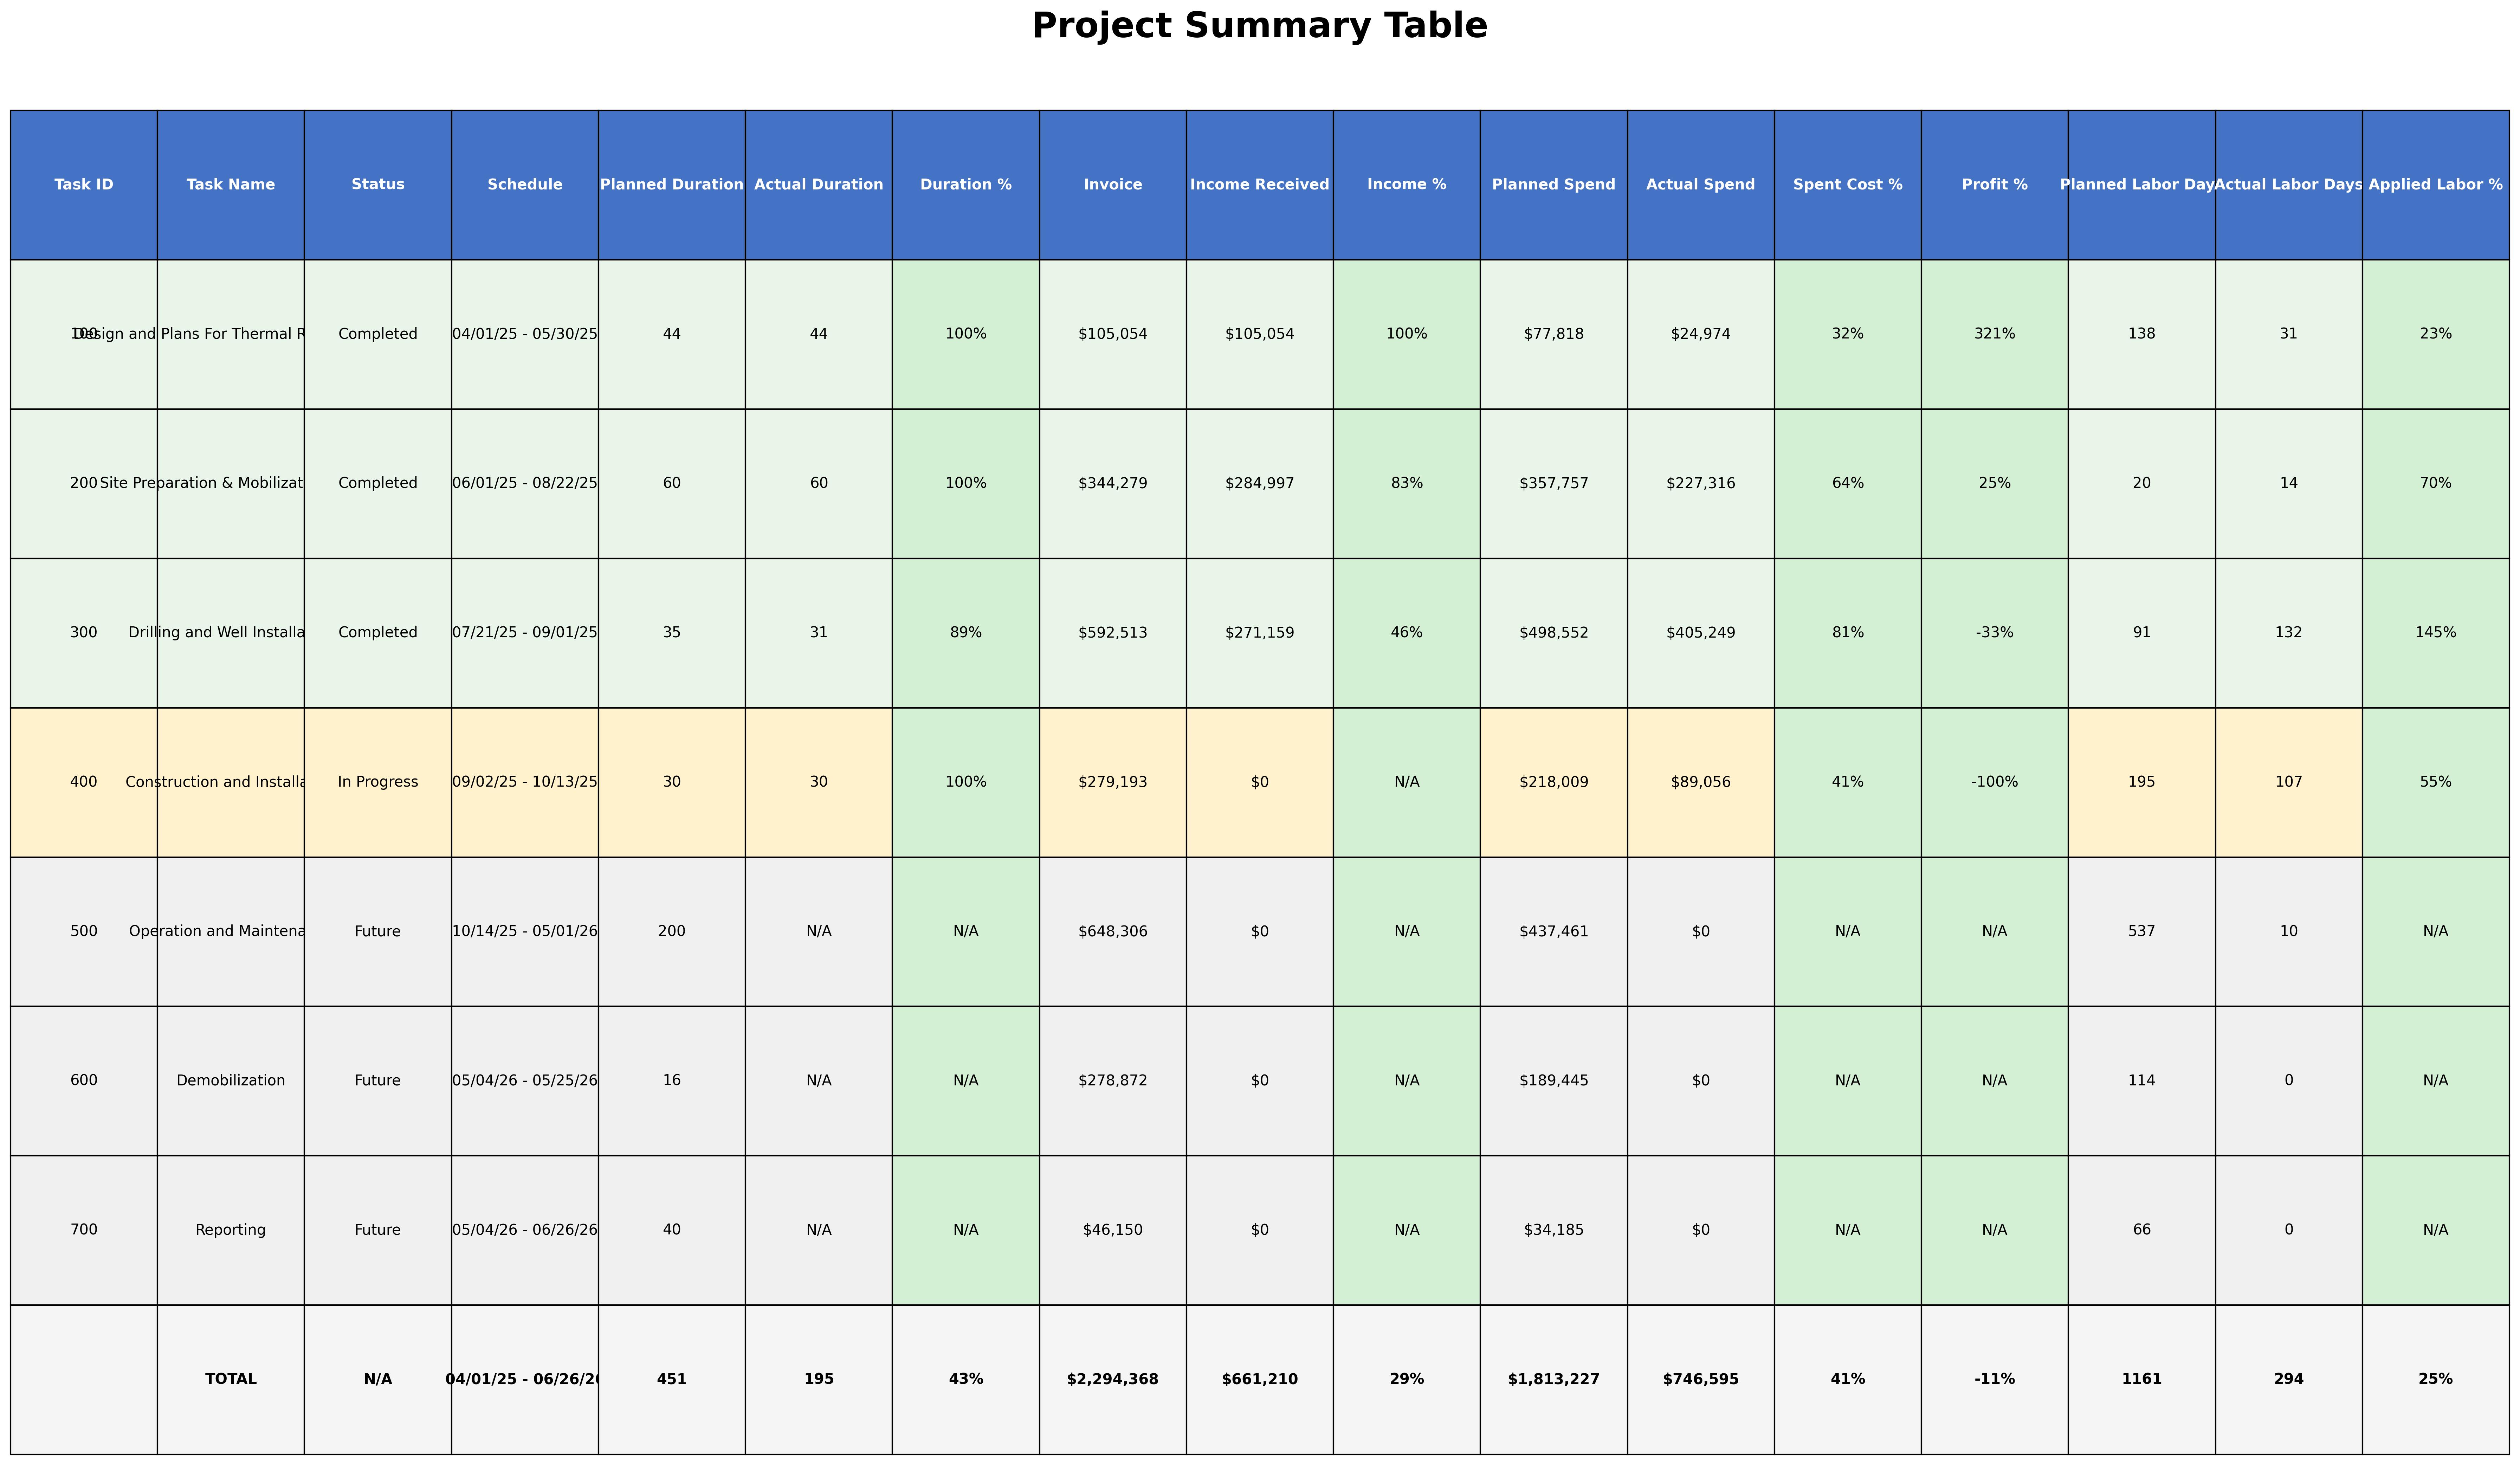 Project Summary Table
Task ID Task Name Status Schedule Planned Duration Actual Duration Duration % Invoice Income Received Income % Planned Spend Actual Spend Spent Cost % Profit % Planned Labor Day Actual Labor Days Applied Labor %
100 Design and Plans For Thermal R Completed 04/01/25 - 05/30/25 44 44 100% $105,054 $105,054 100% $77,818 $24,974 32% 321% 138 31 23%
200 Site Preparation & Mobilizat Completed 06/01/25 - 08/22/25 60 60 100% $344,279 $284,997 83% $357,757 $227,316 64% 25% 20 14 70%
300 Drilling and Well Installa Completed 07/21/25 - 09/01/25 35 31 89% $592,513 $271,159 46% $498,552 $405,249 81% -33% 91 132 145%
400 Construction and Installa In Progress 09/02/25 - 10/13/25 30 30 100% $279,193 $0 N/A $218,009 $89,056 41% -100% 195 107 55%
500 Operation and Maintena Future 10/14/25 - 05/01/26 200 N/A N/A $648,306 $0 N/A $437,461 $0 N/A N/A 537 10 N/A
600 Demobilization Future 05/04/26 - 05/25/26 16 N/A N/A $278,872 $0 N/A $189,445 $0 N/A N/A 114 0 N/A
700 Reporting Future 05/04/26 - 06/26/26 40 N/A N/A $46,150 $0 N/A $34,185 $0 N/A N/A 66 0 N/A
TOTAL N/A 04/01/25 - 06/26/26 451 195 43% $2,294,368 $661,210 29% $1,813,227 $746,595 41% -11% 1161 294 25%